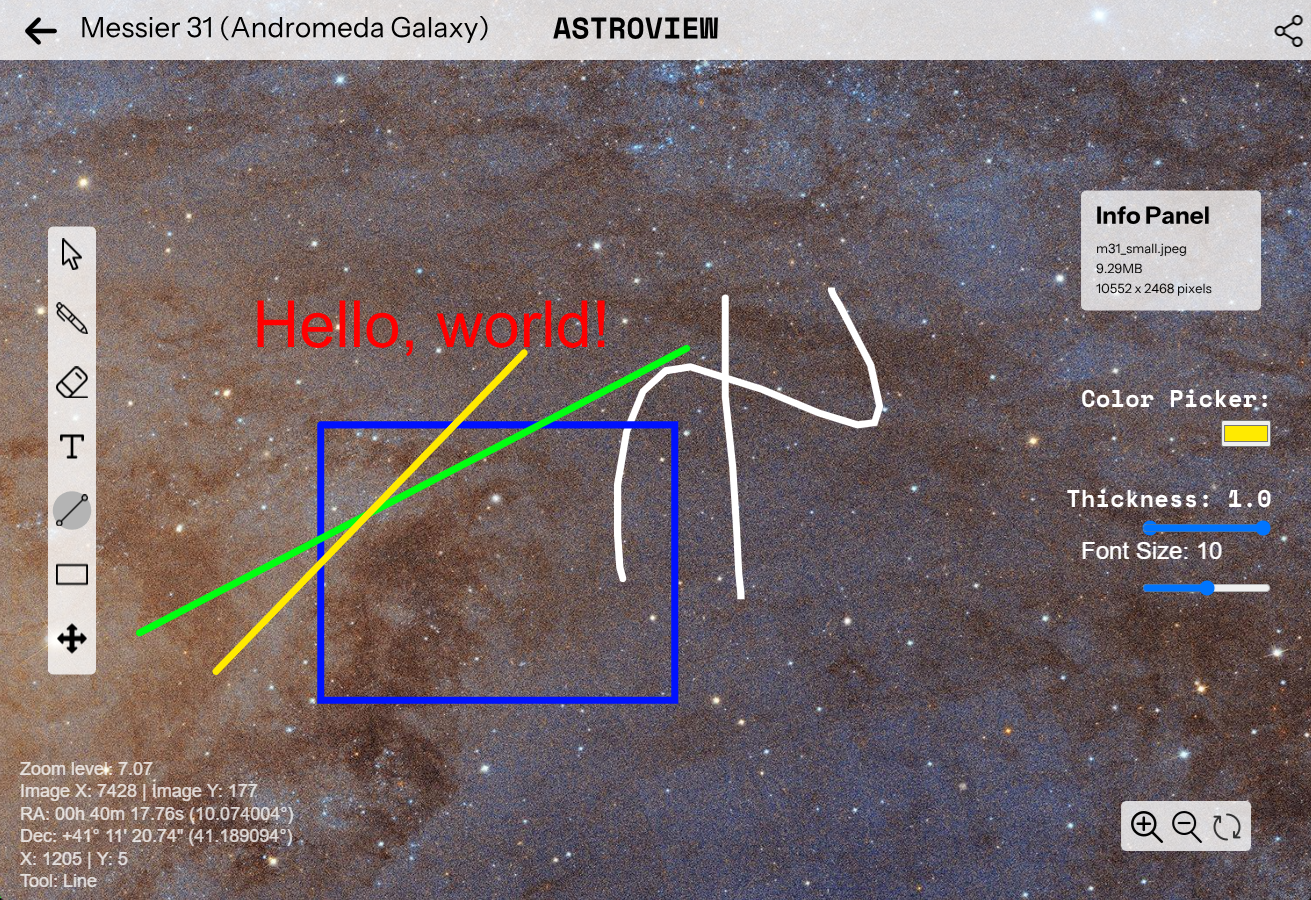 Messier 31 (Andromeda Galaxy)
ASTROVIEW
Info Panel
m31_small.jpeg
9.29MB
10552 x 2468 pixels
Hello, world!
Color Picker:
T
Thickness: 1.0
Font Size: 10
Zoom level: 7.07
Image X: 7428 | Image Y: 177
RA: 00h 40m 17.76s (10.074004°)
Dec: +41° 11' 20.74" (41.189094°)
X: 1205 | Y: 5
Tool: Line